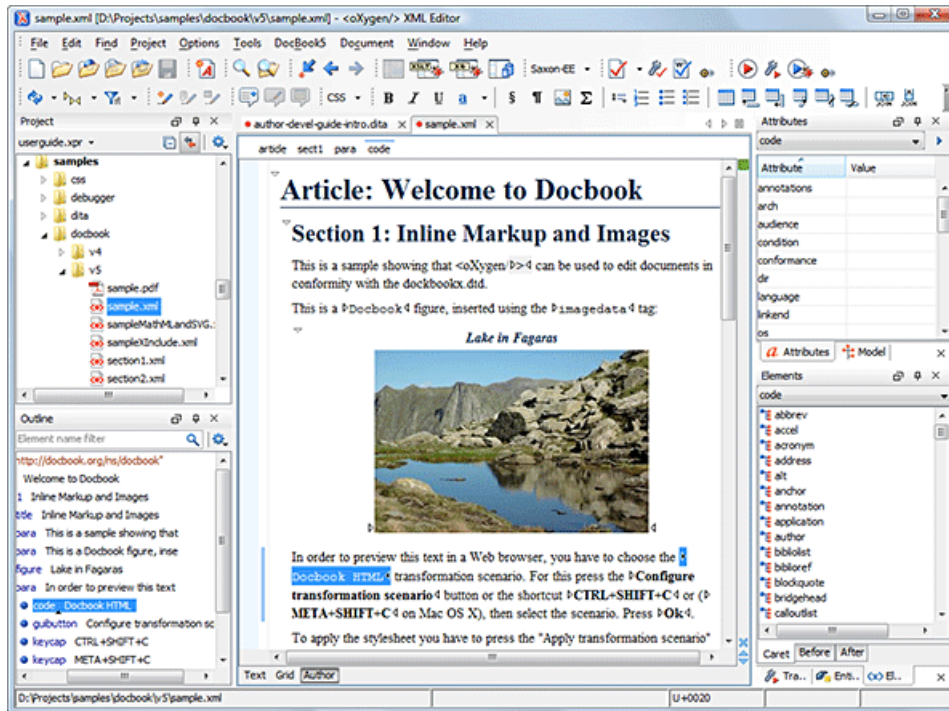 sample.xml [D:\Projects\samples\docbook\v5\sample.xml] - <oXygen/> XML Editor
File Edit Find Project Options Tools DocBook5 Document Window Help
Saxon-EE
CSS B I U a § ¶ Σ
Project
userguide.xpr
samples
css
debugger
dita
docbook
v4
v5
sample.pdf
sample.xml
sampleMathMLandSVG.
sampleXInclude.xml
section1.xml
section2.xml
Outline
Element name filter
http://docbook.org/ns/docbook"
Welcome to Docbook
1 Inline Markup and Images
title Inline Markup and Images
para This is a sample showing that
para This is a Docbook figure, inse
figure Lake in Fagaras
para In order to preview this text
code Docbook HTML
guibutton Configure transformation sc
keycap CTRL+SHIFT+C
keycap META+SHIFT+C
author-devel-guide-intro.dita sample.xml
article sect1 para code
Article: Welcome to Docbook
Section 1: Inline Markup and Images
This is a sample showing that <oXygen/> can be used to edit documents in
conformity with the dockbookx.dtd.
This is a Docbook figure, inserted using the imagedata tag:
Lake in Fagaras
In order to preview this text in a Web browser, you have to choose the
Docbook HTML transformation scenario. For this press the Configure
transformation scenario button or the shortcut CTRL+SHIFT+C or (
META+SHIFT+C on Mac OS X), then select the scenario. Press Ok.
To apply the stylesheet you have to press the "Apply transformation scenario"
Text Grid Author
Attributes
code
Attribute Value
annotations
arch
audience
condition
conformance
dir
language
linkend
os
Attributes Model
Elements
code
abbrev
accel
acronym
address
alt
anchor
annotation
application
author
bibliolist
biblioref
blockquote
bridgehead
calloutlist
Caret Before After
Tra.. Enti.. El..
D:\Projects\samples\docbook\v5\sample.xml U+0020